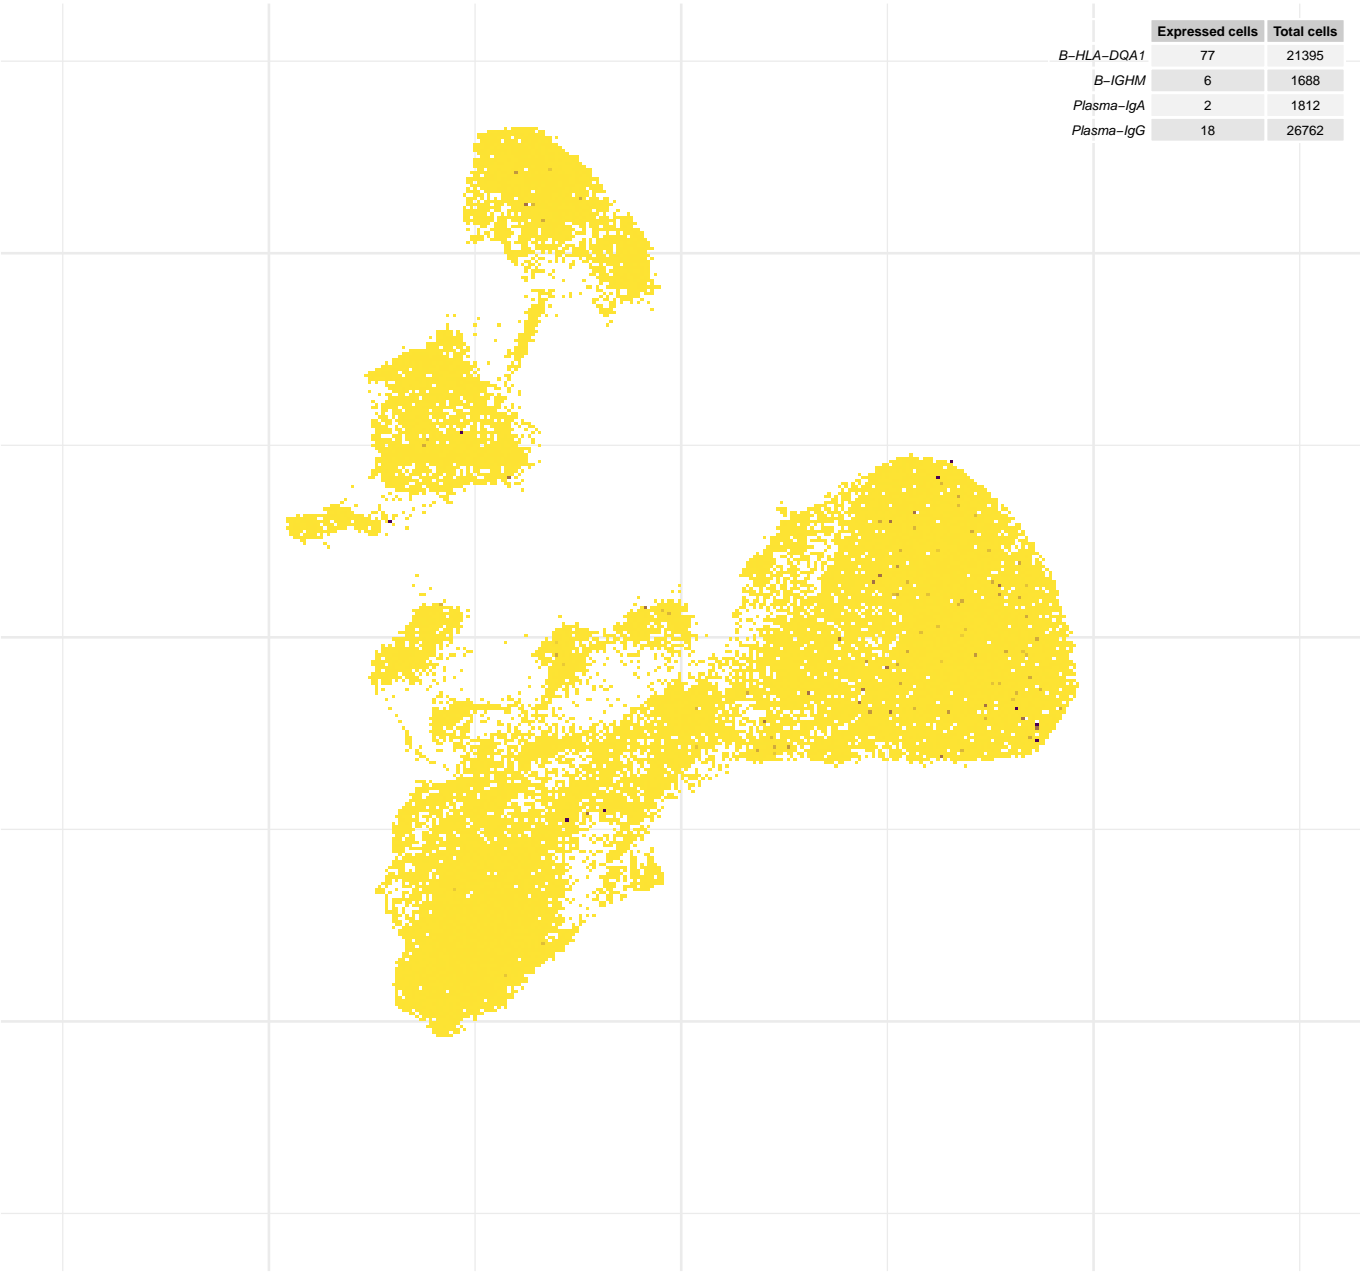 Expressed cells Total cells
B-HLA-DQA1 77 21395
B-IGHM 6 1688
Plasma-IgA 2 1812
Plasma-IgG 18 26762